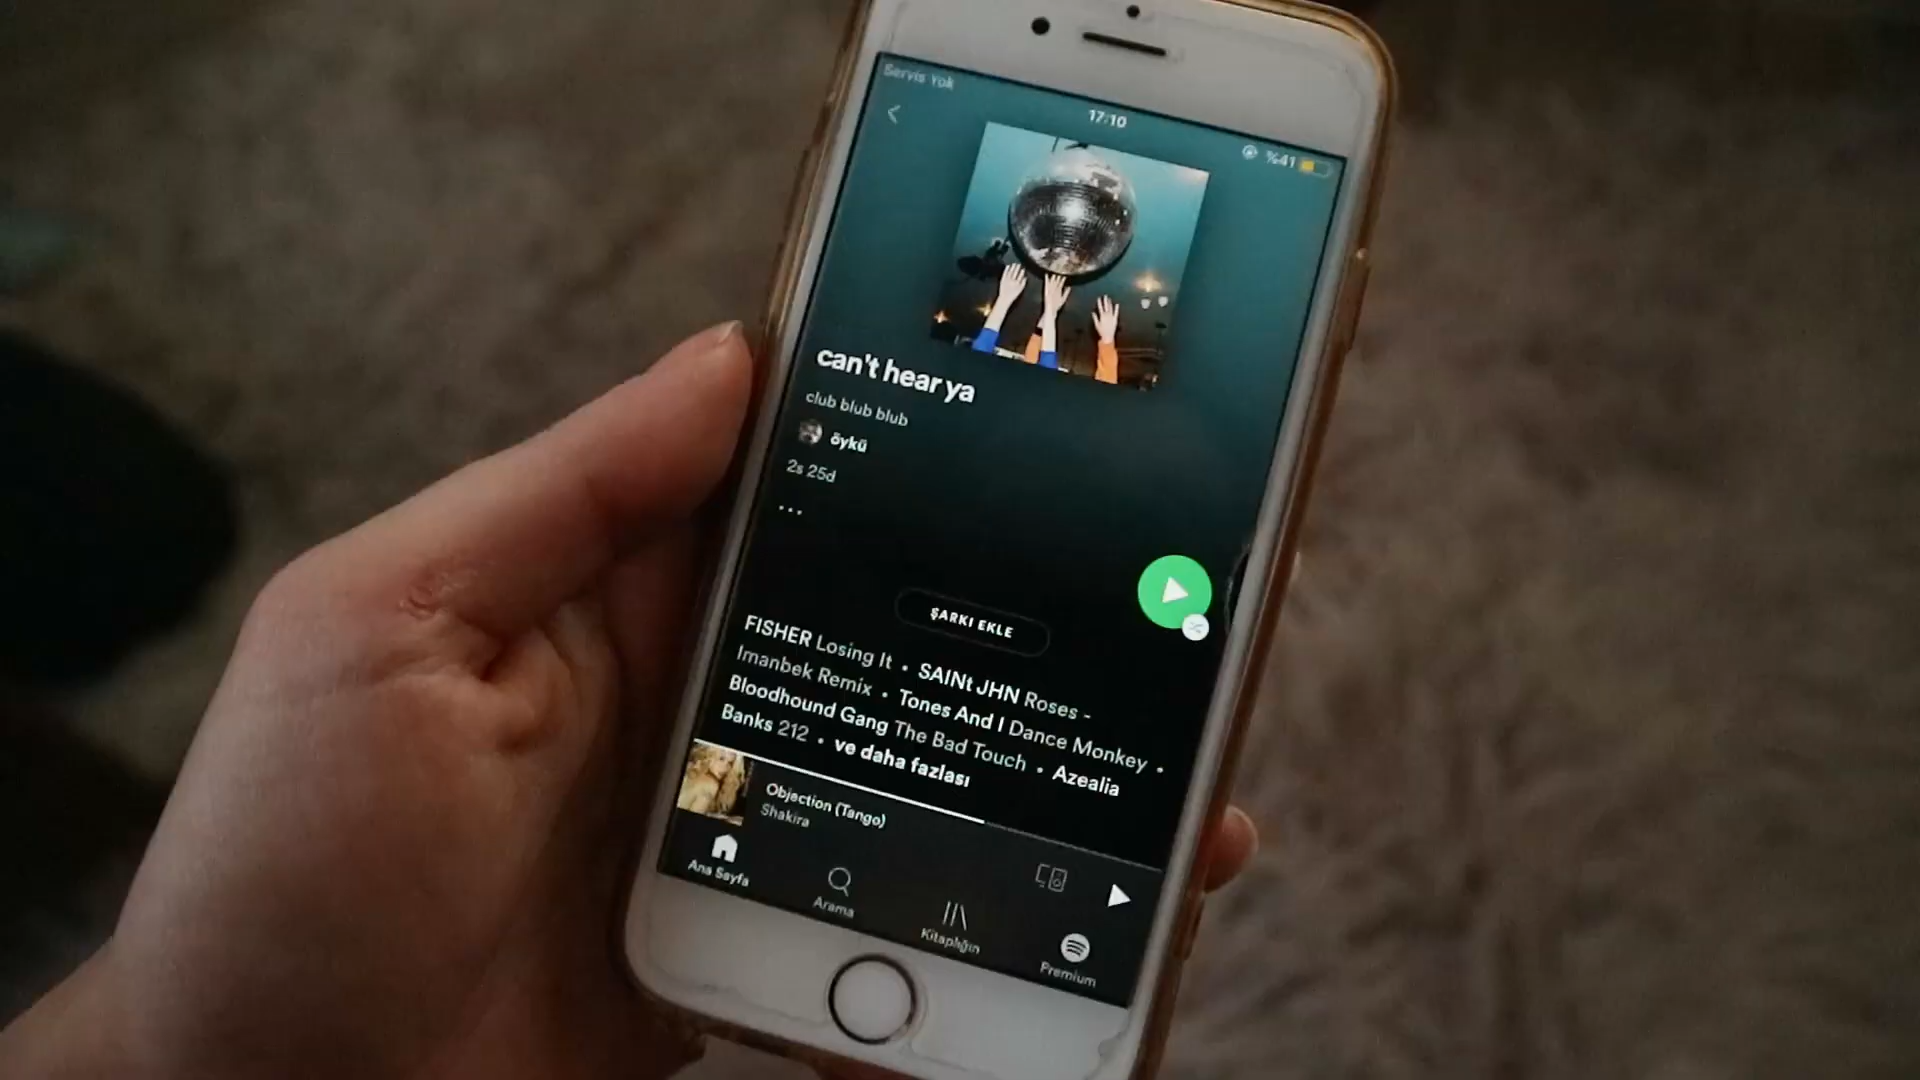 Servis Yok
17:10
%41
can't hear ya
club blub blub
öykü
2s 25d
ŞARKI EKLE
FISHER Losing It • SAINt JHN Roses -
Imanbek Remix • Tones And I Dance Monkey •
Bloodhound Gang The Bad Touch • Azealia
Banks 212 • ve daha fazlası
Objection (Tango)
Shakira
Ana Sayfa
Arama
Kitaplığın
Premium